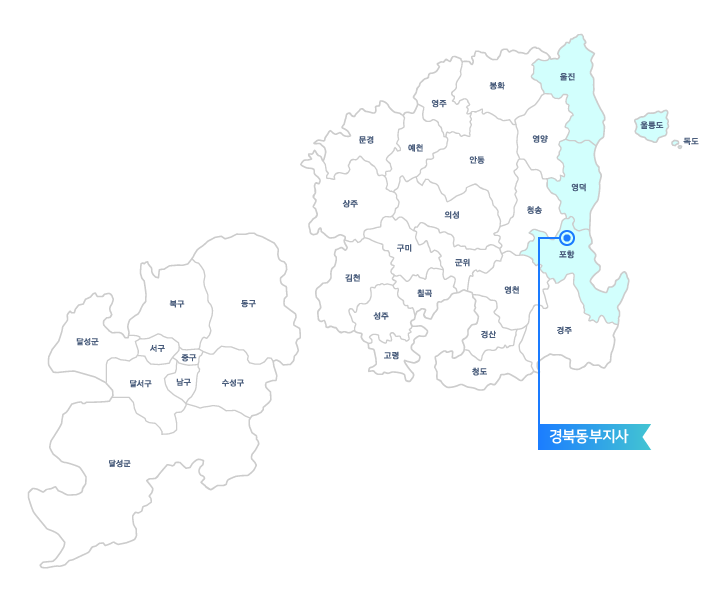 울진
봉화
영주
울릉도
독도
문경
예천
영양
안동
영덕
상주
의성
청송
구미
포항
군위
김천
칠곡
영천
북구
동구
성주
경주
경산
달성군
서구
중구
고령
청도
달서구
남구
수성구
경북동부지사
달성군